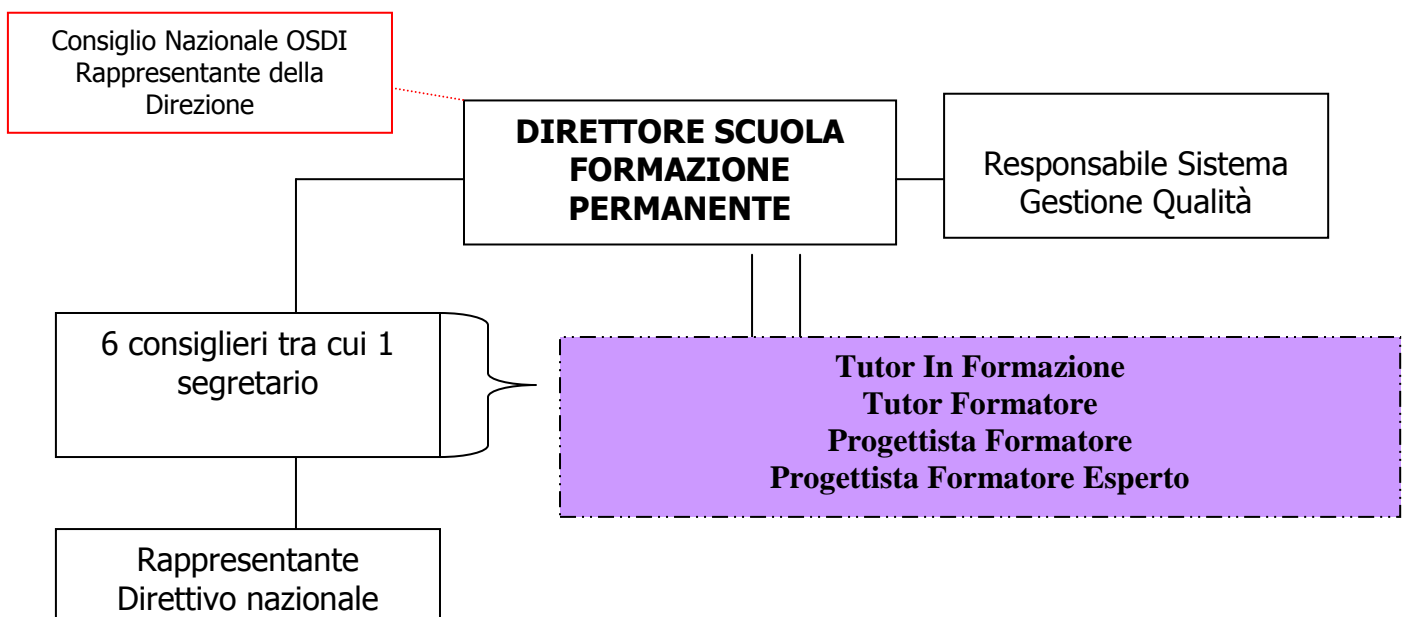 Consiglio Nazionale OSDI
Rappresentante della
Direzione
DIRETTORE SCUOLA
FORMAZIONE
PERMANENTE
Responsabile Sistema
Gestione Qualità
6 consiglieri tra cui 1
segretario
Tutor In Formazione
Tutor Formatore
Progettista Formatore
Progettista Formatore Esperto
Rappresentante
Direttivo nazionale